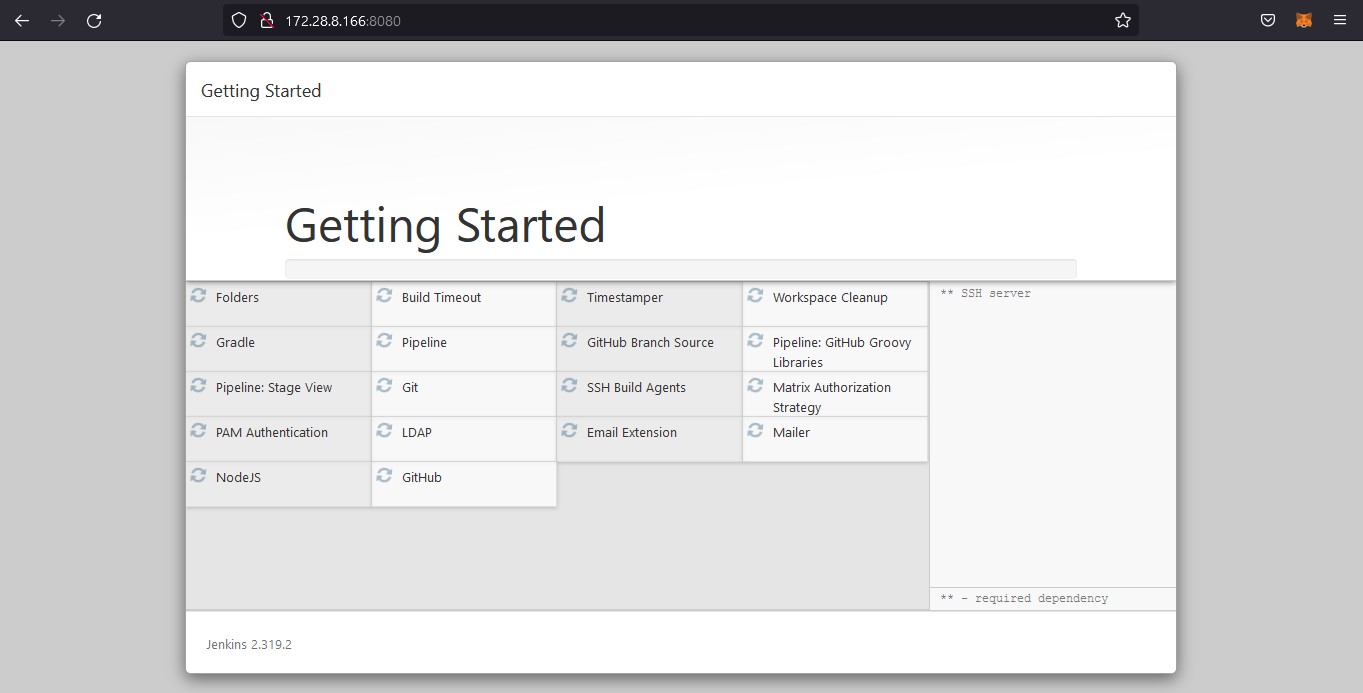 172.28.8.166:8080
Getting Started
Getting Started
Folders
Build Timeout
Timestamper
Workspace Cleanup
** SSH server
Gradle
Pipeline
GitHub Branch Source
Pipeline: GitHub Groovy
Libraries
Pipeline: Stage View
Git
SSH Build Agents
Matrix Authorization
Strategy
PAM Authentication
LDAP
Email Extension
Mailer
NodeJS
GitHub
** - required dependency
Jenkins 2.319.2